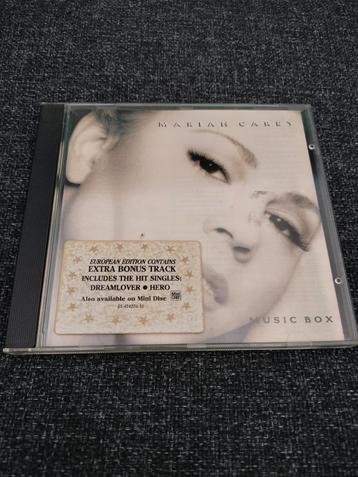 MARIAH CAREY
EUROPEAN EDITION CONTAINS
EXTRA BONUS TRACK
INCLUDES THE HIT SINGLES:
DREAMLOVER ● HERO
Also available on Mini Disc
MUSIC BOX